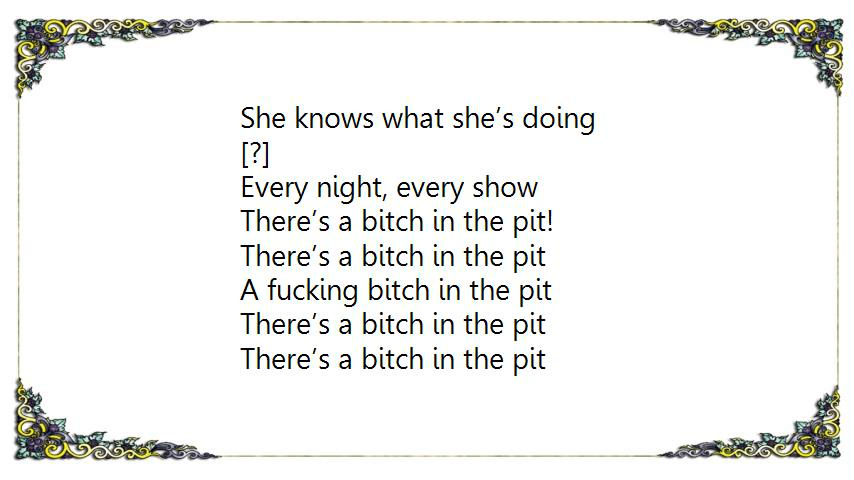 She knows what she’s doing
[?]
Every night, every show
There’s a bitch in the pit!
There’s a bitch in the pit
A fucking bitch in the pit
There’s a bitch in the pit
There’s a bitch in the pit